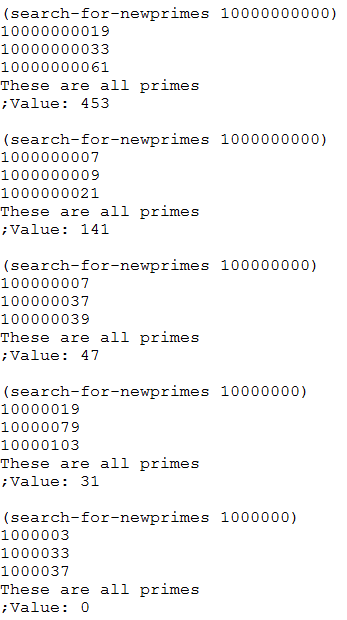 (search-for-newprimes 10000000000)
10000000019
10000000033
10000000061
These are all primes
;Value: 453
(search-for-newprimes 1000000000)
1000000007
1000000009
1000000021
These are all primes
;Value: 141
(search-for-newprimes 100000000)
100000007
100000037
100000039
These are all primes
;Value: 47
(search-for-newprimes 10000000)
10000019
10000079
10000103
These are all primes
;Value: 31
(search-for-newprimes 1000000)
1000003
1000033
1000037
These are all primes
;Value: 0